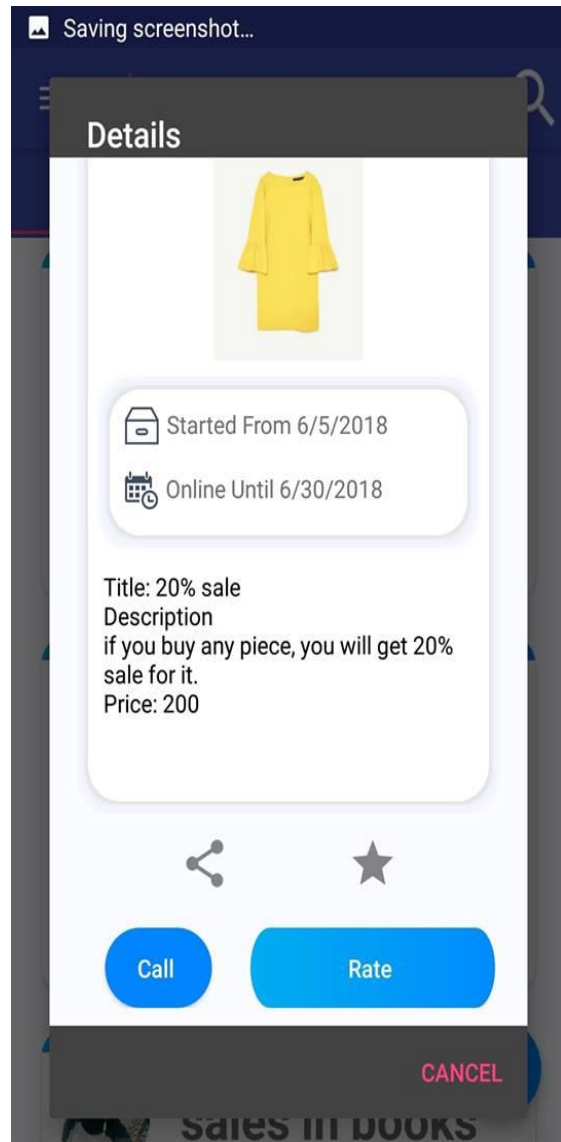 Saving screenshot...
Details
Started From 6/5/2018
Online Until 6/30/2018
Title: 20% sale
Description
if you buy any piece, you will get 20%
sale for it.
Price: 200
Call
Rate
CANCEL
sales in books